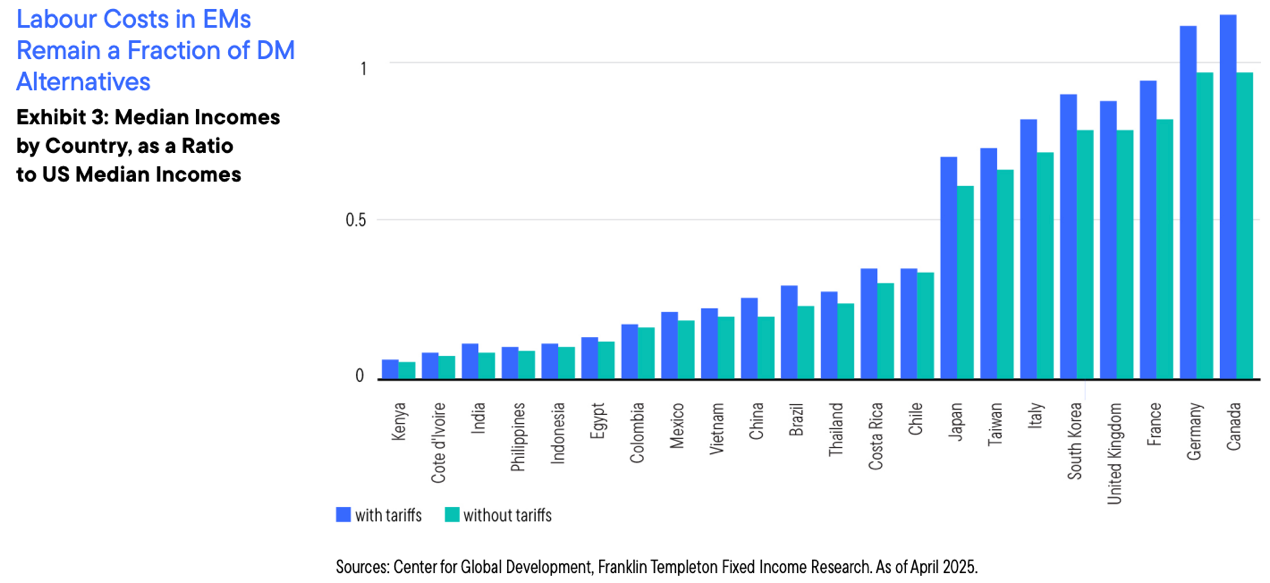 Labour Costs in EMs
Remain a Fraction of DM
Alternatives
Exhibit 3: Median Incomes
by Country, as a Ratio
to US Median Incomes
1
0.5
0
Kenya
Cote d'Ivoire
India
Philippines
Indonesia
Egypt
Colombia
Mexico
Vietnam
China
Brazil
Thailand
Costa Rica
Chile
Japan
Taiwan
Italy
South Korea
United Kingdom
France
Germany
Canada
with tariffs
without tariffs
Sources: Center for Global Development, Franklin Templeton Fixed Income Research. As of April 2025.